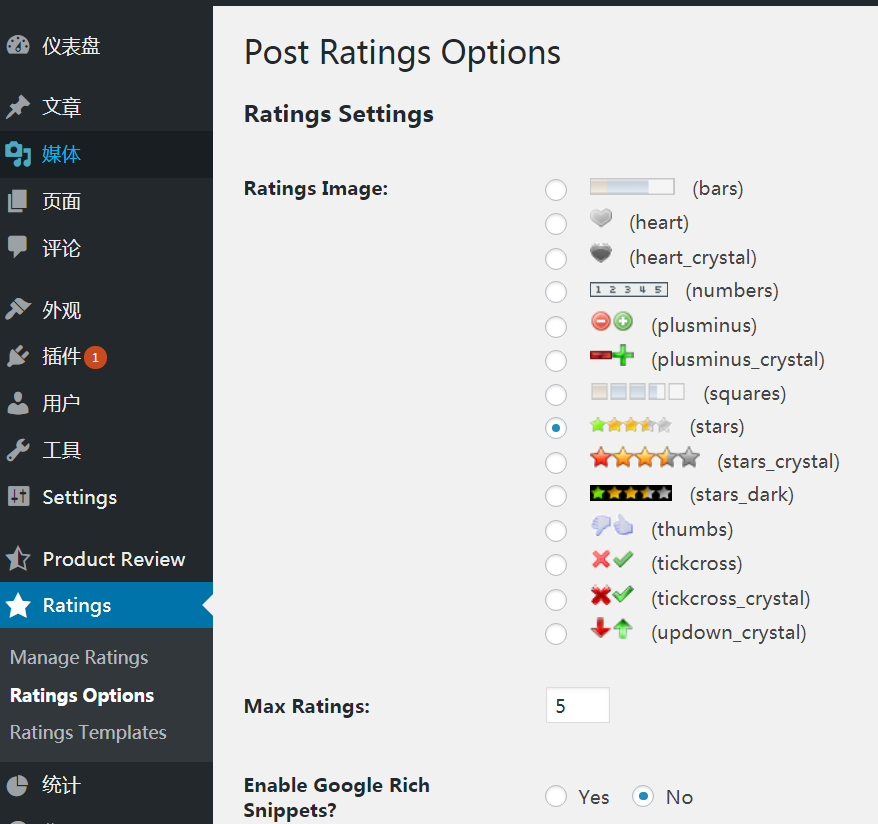 仪表盘
文章
媒体
页面
评论
外观
插件 1
用户
工具
Settings
Product Review
Ratings
Manage Ratings
Ratings Options
Ratings Templates
统计
Post Ratings Options
Ratings Settings
Ratings Image:
(bars)
(heart)
(heart_crystal)
1 2 3 4 5 (numbers)
(plusminus)
(plusminus_crystal)
(squares)
(stars)
(stars_crystal)
(stars_dark)
(thumbs)
(tickcross)
(tickcross_crystal)
(updown_crystal)
Max Ratings: 5
Enable Google Rich
Snippets?
Yes No